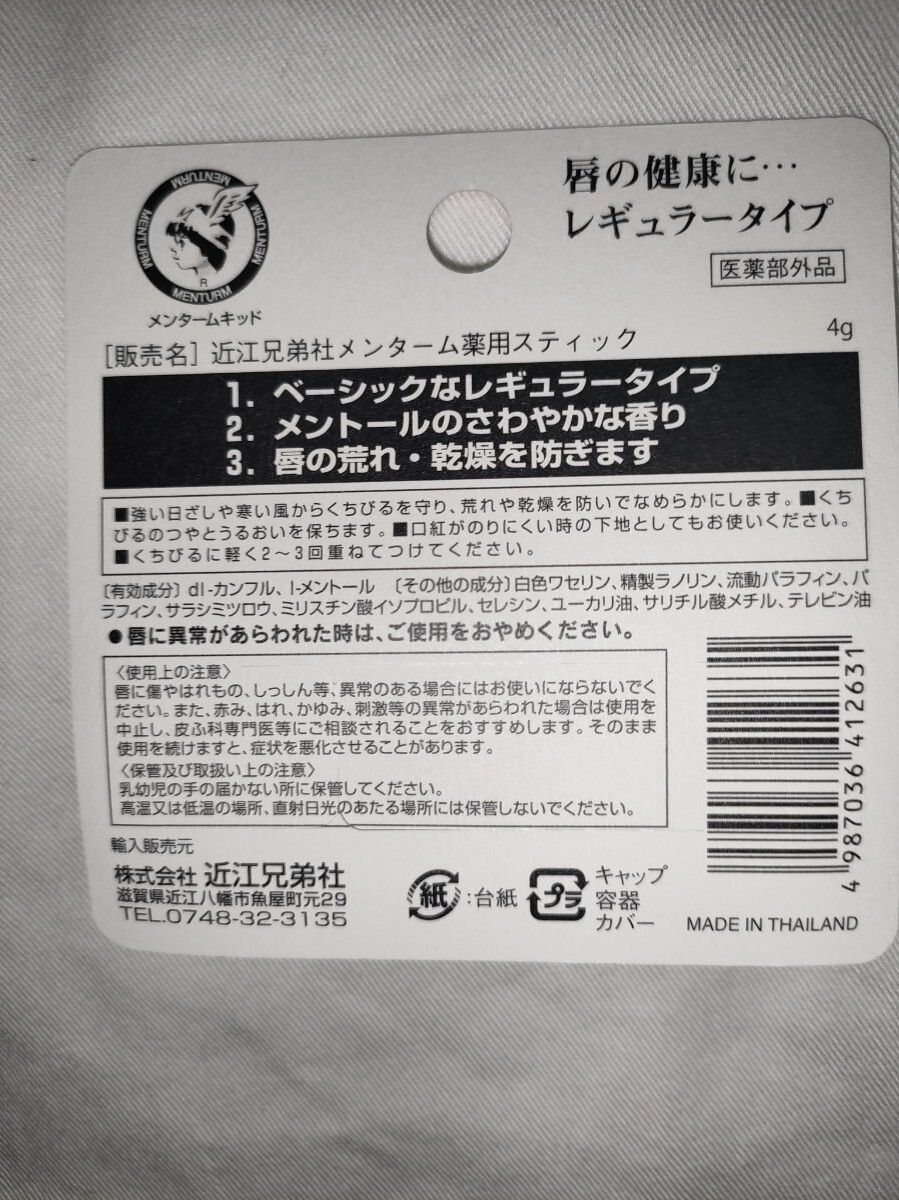 MENTURM MENTURM MENTURM MENTURM
R
メンタームキッド
唇の健康に…
レギュラータイプ
医薬部外品
4g
[販売名] 近江兄弟社メンターム薬用スティック
1. ベーシックなレギュラータイプ
2. メントールのさわやかな香り
3. 唇の荒れ・乾燥を防ぎます
■強い日ざしや寒い風からくちびるを守り、荒れや乾燥を防いでなめらかにします。■くち
びるのつやとうるおいを保ちます。■口紅がのりにくい時の下地としてもお使いください。
■くちびるに軽く2～3回重ねてつけてください。
〔有効成分〕dl-カンフル、l-メントール 〔その他の成分〕白色ワセリン、精製ラノリン、流動パラフィン、パ
ラフィン、サラシミツロウ、ミリスチン酸イソプロピル、セレシン、ユーカリ油、サリチル酸メチル、テレビン油
●唇に異常があらわれた時は、ご使用をおやめください。
〈使用上の注意〉
唇に傷やはれもの、しっしん等、異常のある場合にはお使いにならないでく
ださい。また、赤み、はれ、かゆみ、刺激等の異常があらわれた場合は使用を
中止し、皮ふ科専門医等にご相談されることをおすすめします。そのまま
使用を続けますと、症状を悪化させることがあります。
〈保管及び取扱い上の注意〉
乳幼児の手の届かない所に保管してください。
高温又は低温の場所、直射日光のあたる場所には保管しないでください。
4 987036 412631
輸入販売元
株式会社 近江兄弟社
滋賀県近江八幡市魚屋町元29
TEL.0748-32-3135
紙 :台紙
プラ
キャップ
容器
カバー
MADE IN THAILAND